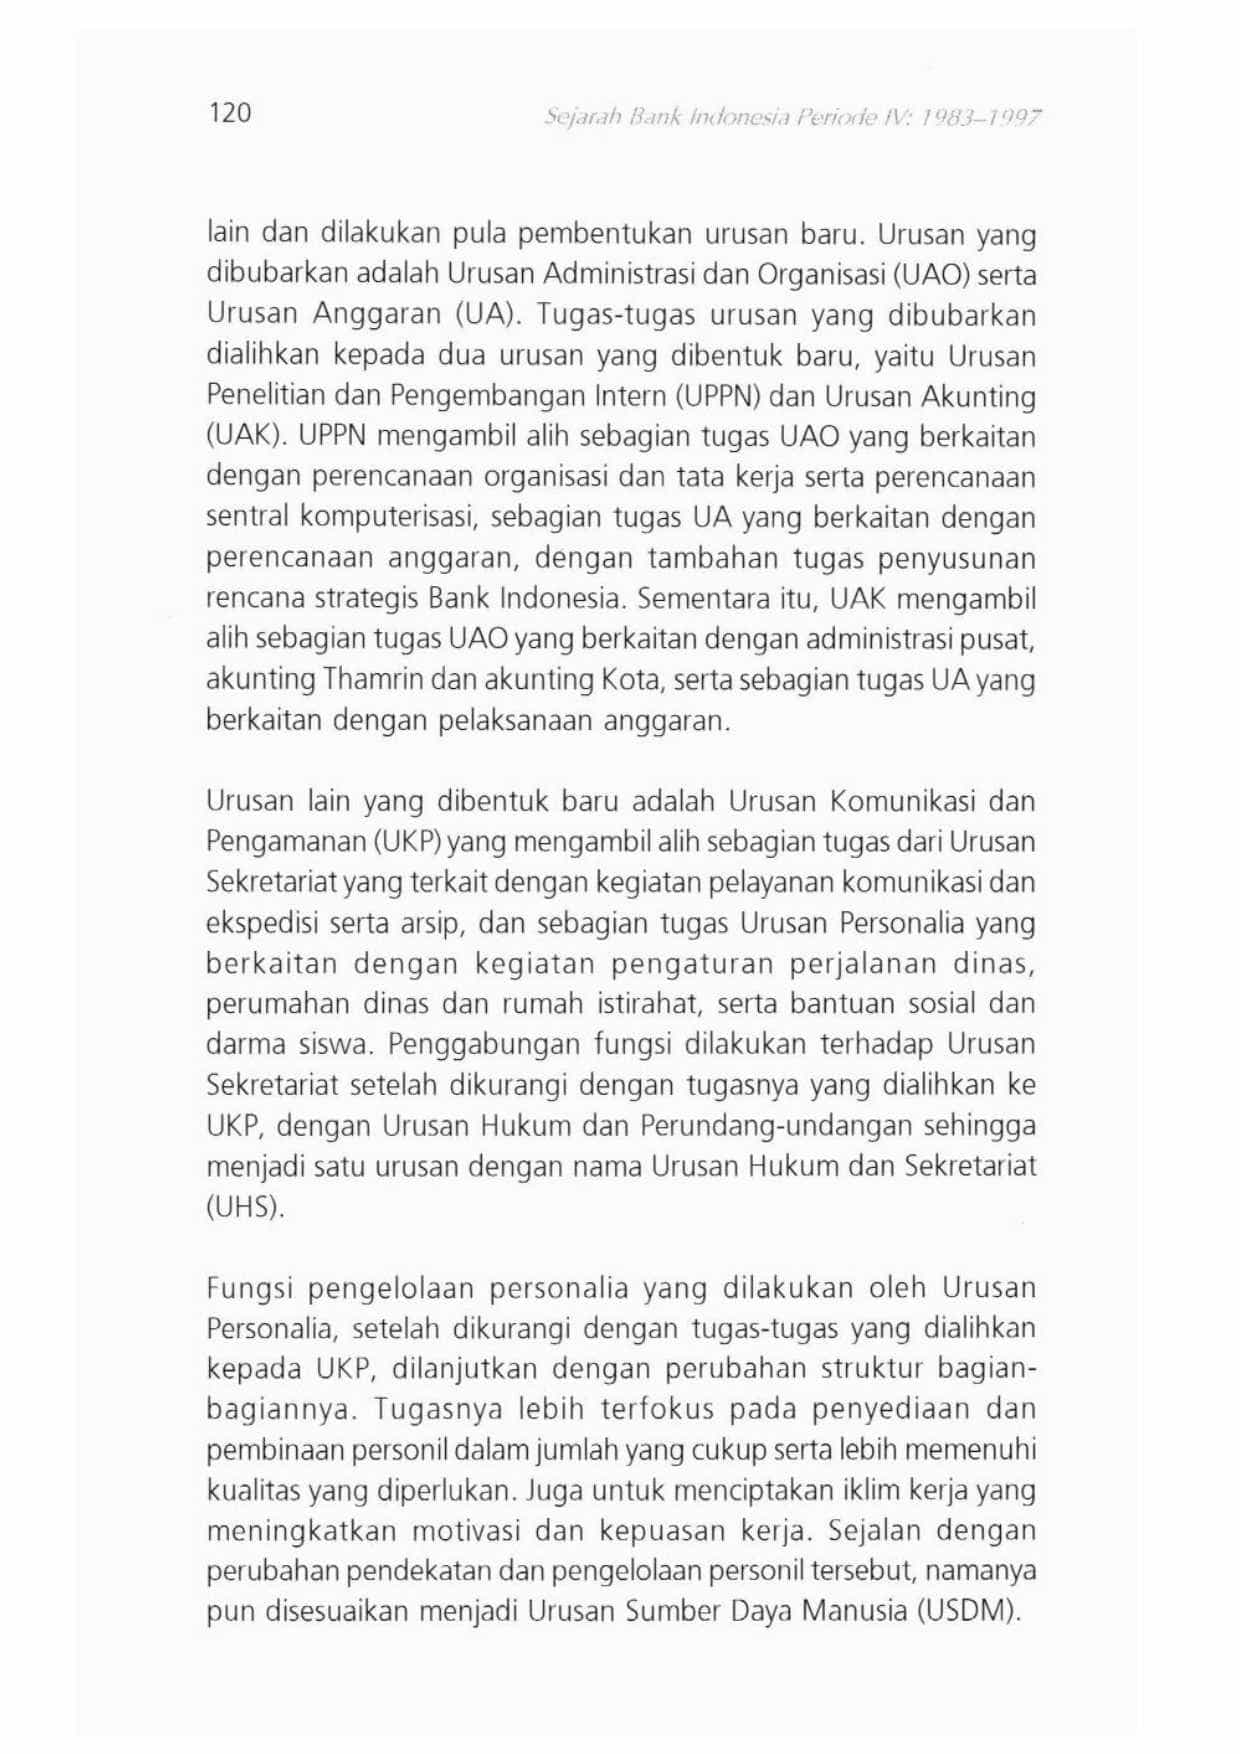 120
Sejarah Bank Indonesia Periode IV: 1983–1997
lain dan dilakukan pula pembentukan urusan baru. Urusan yang
dibubarkan adalah Urusan Administrasi dan Organisasi (UAO) serta
Urusan Anggaran (UA). Tugas-tugas urusan yang dibubarkan
dialihkan kepada dua urusan yang dibentuk baru, yaitu Urusan
Penelitian dan Pengembangan Intern (UPPN) dan Urusan Akunting
(UAK). UPPN mengambil alih sebagian tugas UAO yang berkaitan
dengan perencanaan organisasi dan tata kerja serta perencanaan
sentral komputerisasi, sebagian tugas UA yang berkaitan dengan
perencanaan anggaran, dengan tambahan tugas penyusunan
rencana strategis Bank Indonesia. Sementara itu, UAK mengambil
alih sebagian tugas UAO yang berkaitan dengan administrasi pusat,
akunting Thamrin dan akunting Kota, serta sebagian tugas UA yang
berkaitan dengan pelaksanaan anggaran.
Urusan lain yang dibentuk baru adalah Urusan Komunikasi dan
Pengamanan (UKP) yang mengambil alih sebagian tugas dari Urusan
Sekretariat yang terkait dengan kegiatan pelayanan komunikasi dan
ekspedisi serta arsip, dan sebagian tugas Urusan Personalia yang
berkaitan dengan kegiatan pengaturan perjalanan dinas,
perumahan dinas dan rumah istirahat, serta bantuan sosial dan
darma siswa. Penggabungan fungsi dilakukan terhadap Urusan
Sekretariat setelah dikurangi dengan tugasnya yang dialihkan ke
UKP, dengan Urusan Hukum dan Perundang-undangan sehingga
menjadi satu urusan dengan nama Urusan Hukum dan Sekretariat
(UHS).
Fungsi pengelolaan personalia yang dilakukan oleh Urusan
Personalia, setelah dikurangi dengan tugas-tugas yang dialihkan
kepada UKP, dilanjutkan dengan perubahan struktur bagian-
bagiannya. Tugasnya lebih terfokus pada penyediaan dan
pembinaan personil dalam jumlah yang cukup serta lebih memenuhi
kualitas yang diperlukan. Juga untuk menciptakan iklim kerja yang
meningkatkan motivasi dan kepuasan kerja. Sejalan dengan
perubahan pendekatan dan pengelolaan personil tersebut, namanya
pun disesuaikan menjadi Urusan Sumber Daya Manusia (USDM).